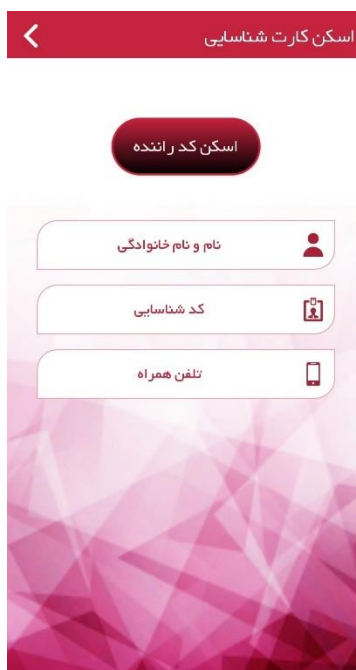 اسکن کارت شناسایی
اسکن کد راننده
نام و نام خانوادگی
کد شناسایی
تلفن همراه